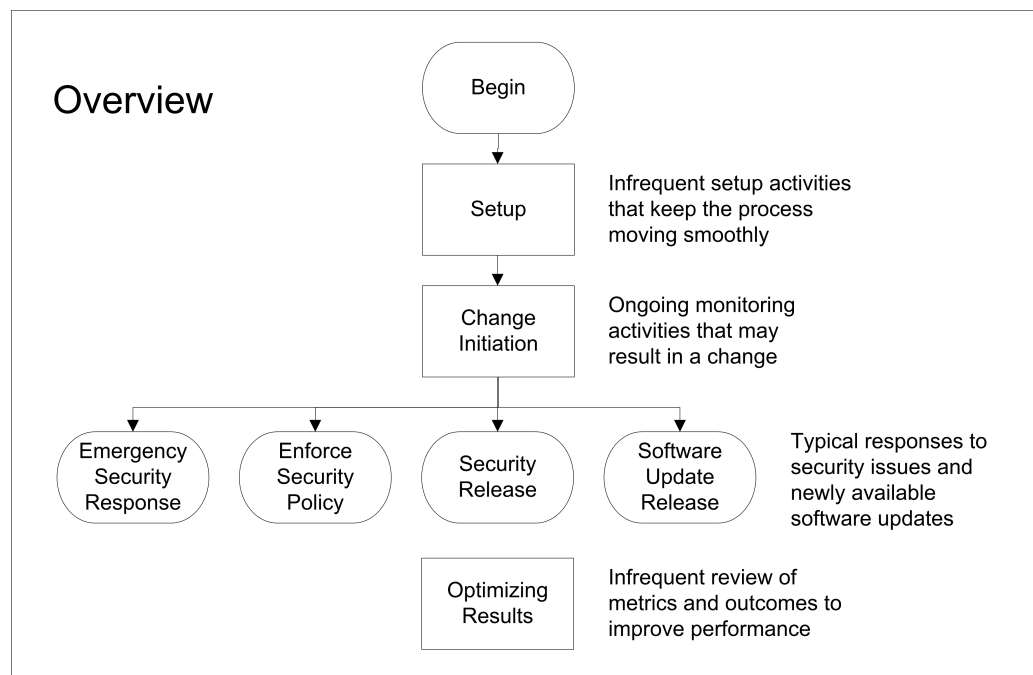 Overview
Begin
Setup
Infrequent setup activities
that keep the process
moving smoothly
Change
Initiation
Ongoing monitoring
activities that may
result in a change
Emergency
Security
Response
Enforce
Security
Policy
Security
Release
Software
Update
Release
Typical responses to
security issues and
newly available
software updates
Optimizing
Results
Infrequent review of
metrics and outcomes to
improve performance